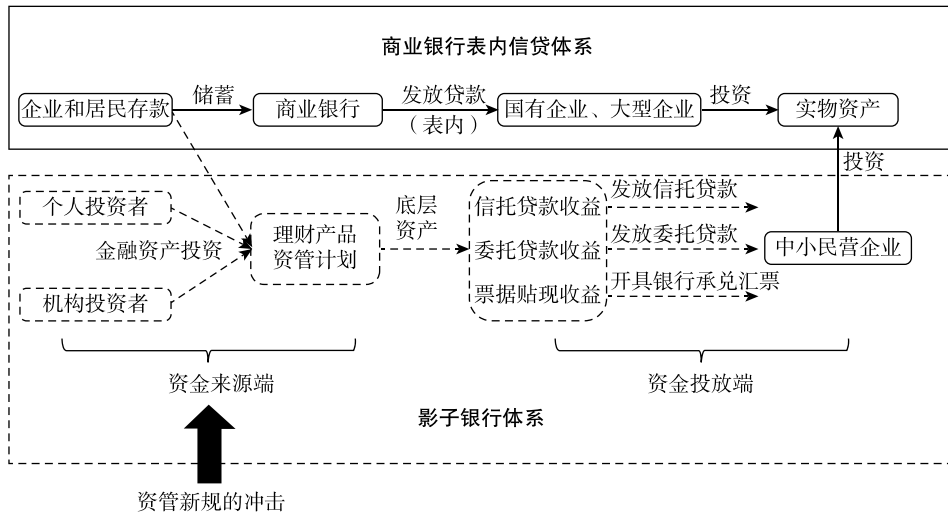 商业银行表内信贷体系
企业和居民存款
储蓄
商业银行
发放贷款
（表内）
国有企业、大型企业
投资
实物资产
投资
个人投资者
金融资产投资
机构投资者
理财产品
资管计划
底层
资产
信托贷款收益
委托贷款收益
票据贴现收益
发放信托贷款
发放委托贷款
开具银行承兑汇票
中小民营企业
资金来源端
资金投放端
影子银行体系
资管新规的冲击